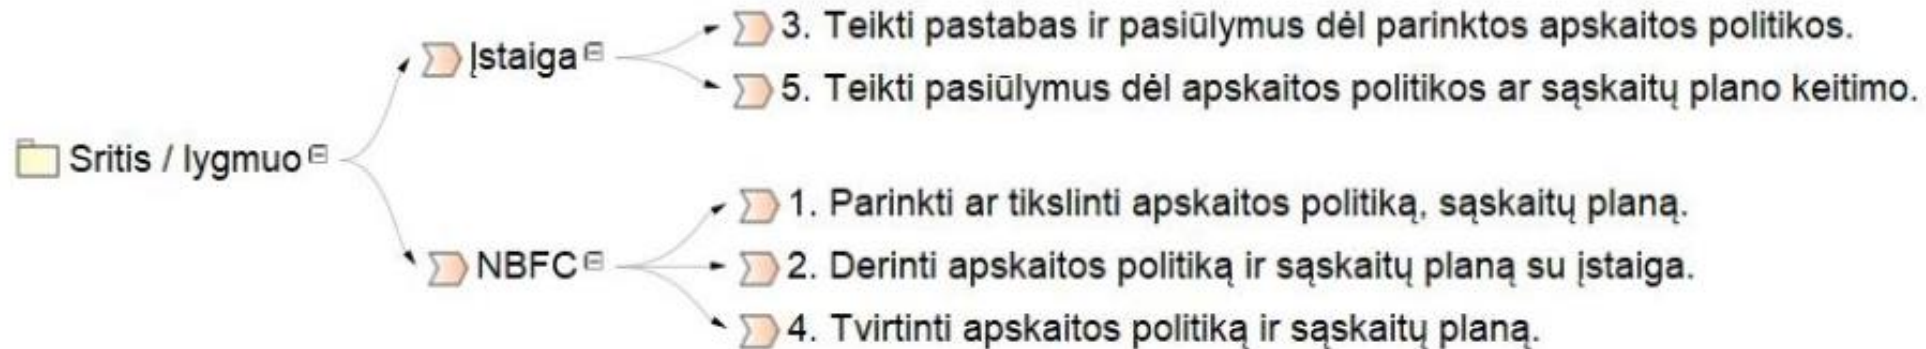 Sritis / lygmuo
Įstaiga
3. Teikti pastabas ir pasiūlymus dėl parinktos apskaitos politikos.
5. Teikti pasiūlymus dėl apskaitos politikos ar sąskaitų plano keitimo.
NBFC
1. Parinkti ar tikslinti apskaitos politiką, sąskaitų planą.
2. Derinti apskaitos politiką ir sąskaitų planą su įstaiga.
4. Tvirtinti apskaitos politiką ir sąskaitų planą.